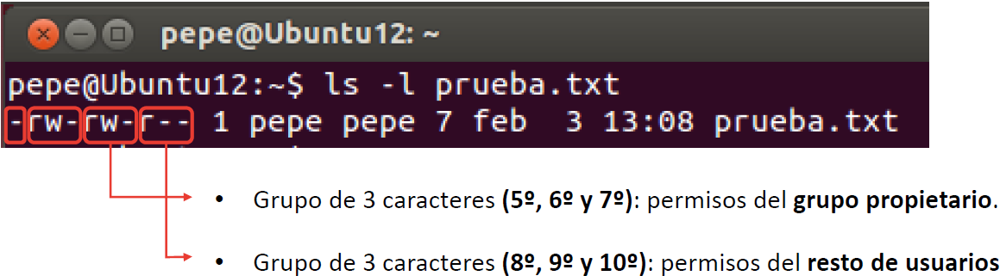 pepe@Ubuntu12: ~
pepe@Ubuntu12:~$ ls -l prueba.txt
-rw-rw-r-- 1 pepe pepe 7 feb  3 13:08 prueba.txt
• Grupo de 3 caracteres (5º, 6º y 7º): permisos del grupo propietario.
• Grupo de 3 caracteres (8º, 9º y 10º): permisos del resto de usuarios